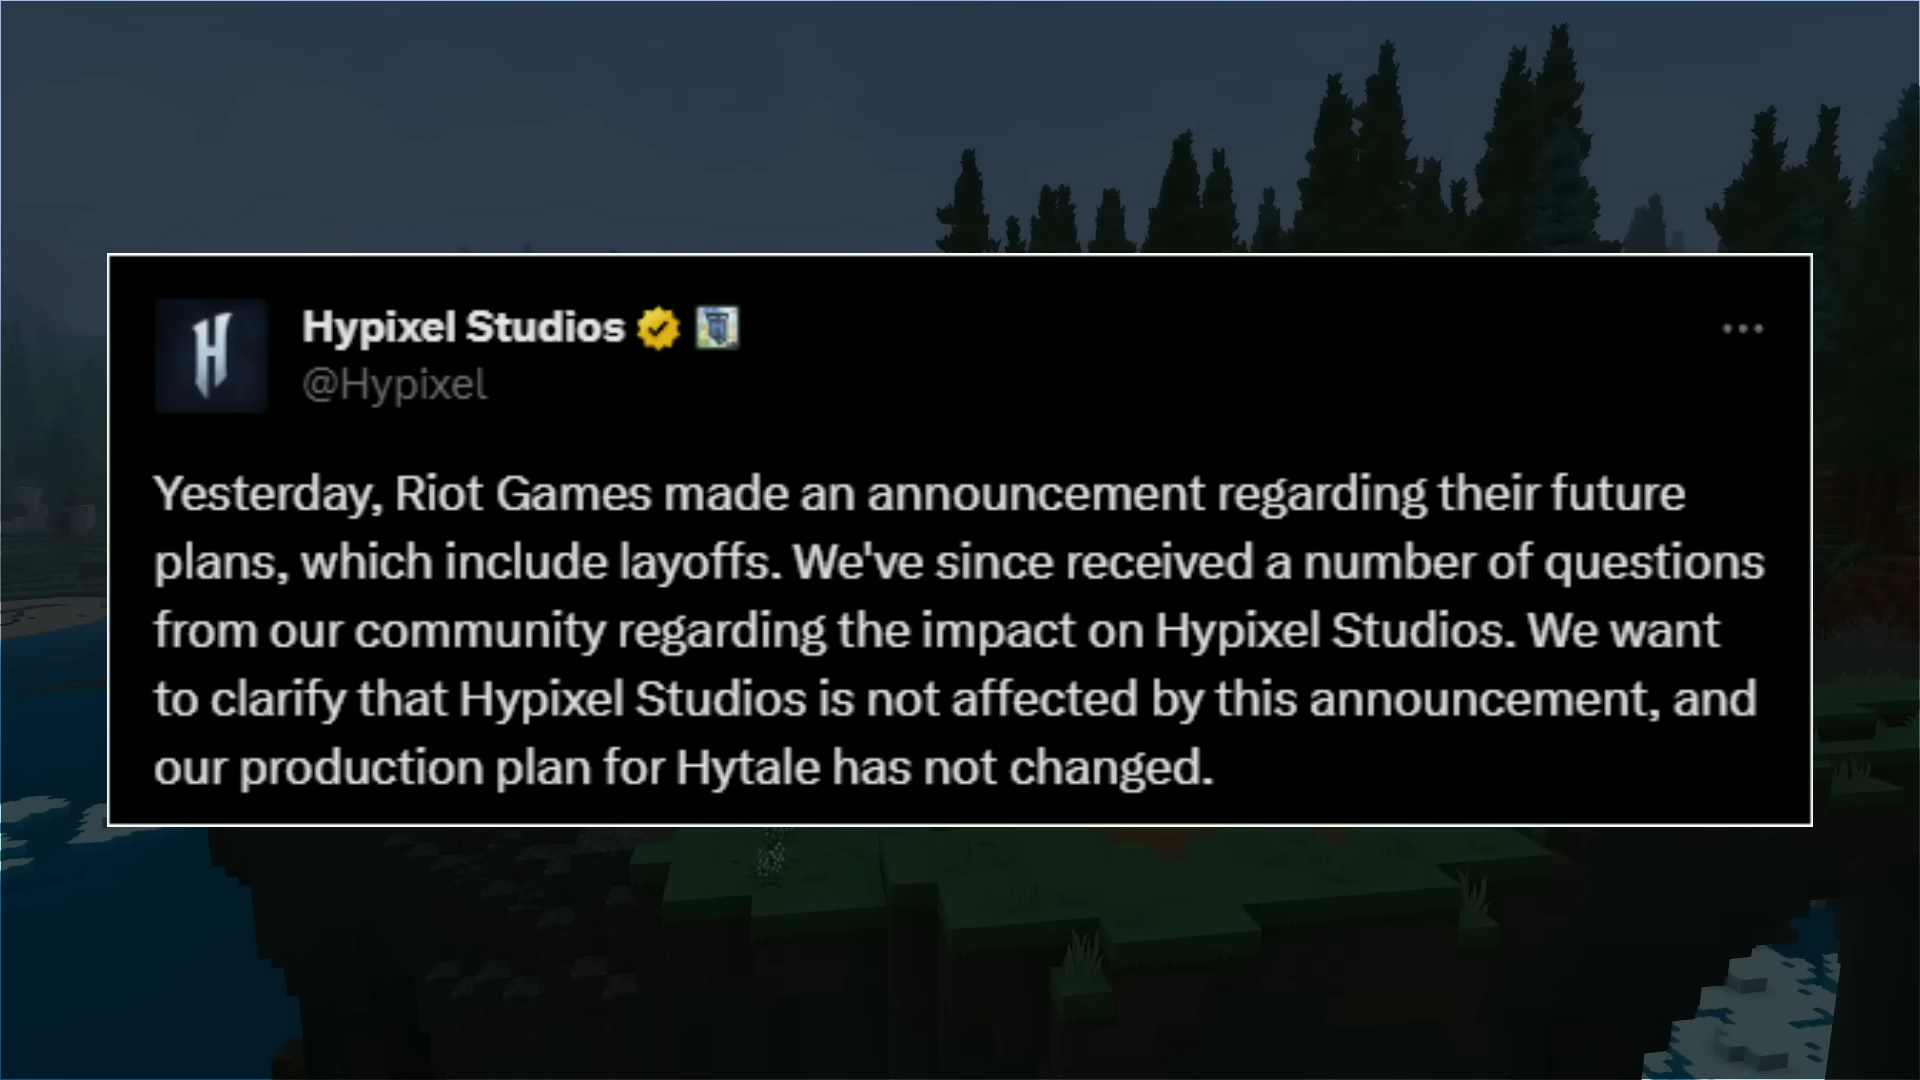 Hypixel Studios
@Hypixel
Yesterday, Riot Games made an announcement regarding their future
plans, which include layoffs. We've since received a number of questions
from our community regarding the impact on Hypixel Studios. We want
to clarify that Hypixel Studios is not affected by this announcement, and
our production plan for Hytale has not changed.